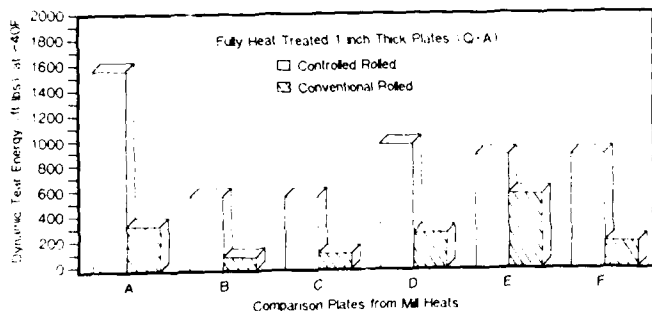 Fully Heat Treated 1 inch Thick Plates (Q-A)
Controlled Rolled
Conventional Rolled
Dynamic Tear Energy (ft lbs) at -40F
2000
1800
1600
1400
1200
1000
800
600
400
200
0
A B C D E F
Comparison Plates from Mill Heats